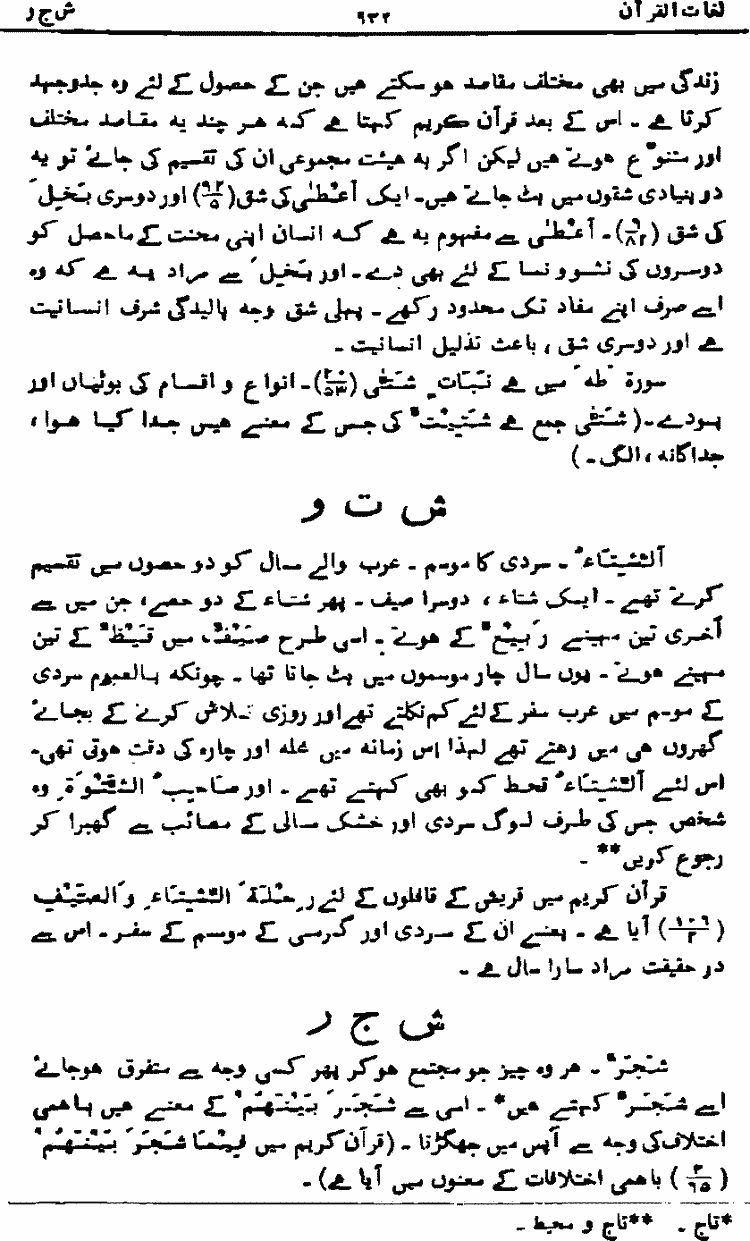 لغات القرآن ۹۳۲ ش ج ر
زندگی میں بھی مختلف مقاصد ہو سکتے ہیں جن کے حصول کے لئے وہ جدوجہد
کرتا ہے ۔ اس کے بعد قرآن کریم کہتا ہے کہ ہر چند یہ مقاصد مختلف
اور متنوّع ہوتے ہیں لیکن اگر بہ ہیئت مجموعی ان کی تقسیم کی جائے تو یہ
دو بنیادی شقوں میں بٹ جاتے ہیں۔ ایک أَعْطٰی کی شق (۹۲/۵) اور دوسری بَخِلَ
کی شق (۹۲/۸)۔ أَعْطٰی سے مفہوم یہ ہے کہ انسان اپنی محنت کے ماحصل کو
دوسروں کی نشو و نما کے لئے بھی دے۔ اور بَخِلَ سے مراد یہ ہے کہ وہ
اسے صرف اپنے مفاد تک محدود رکھے ۔ پہلی شق وجہ بالیدگی شرف انسانیت
ہے اور دوسری شق ، باعث تذلیل انسانیت ۔
سورۃ طٰہٰ میں ہے نَبَاتٍ شَتّٰی (۲۰/۵۳)۔ انواع و اقسام کی بوٹیاں اور
پودے۔ (شَتّٰی جمع ہے شَتِیْتٌ کی جس کے معنے ہیں جدا کیا ہوا ،
جداگانہ ، الگ ۔ )
ش ت و
اَلشِّتَاءُ ۔ سردی کا موسم ۔ عرب والے سال کو دو حصوں میں تقسیم
کرتے تھے ۔ ایک شتاء ، دوسرا صیف ۔ پھر شتاء کے دو حصے، جن میں سے
آخری تین مہینے رَبِیْعٌ کے ہوتے ۔ اسی طرح صَیْفٌ میں قَیْظٌ کے تین
مہینے ہوتے ۔ یوں سال چار موسموں میں بٹ جاتا تھا ۔ چونکہ بالعموم سردی
کے موسم میں عرب سفر کے لئے کم نکلتے تھے اور روزی تلاش کرنے کے بجائے
گھروں ہی میں رہتے تھے لہذا اس زمانہ میں غلہ اور چارہ کی دقت ہوتی تھی۔
اس لئے اَلشِّتَاءُ قحط کو بھی کہتے تھے ۔ اور صَاحِبُ الشَّتْوَۃِ وہ
شخص جس کی طرف لوگ سردی اور خشک سالی کے مصائب سے گھبرا کر
رجوع کریں** ۔
قرآن کریم میں قریش کے قافلوں کے لئے رِحْلَۃَ الشِّتَاءِ وَالصَّیْفِ
(۱۰۶/۲) آیا ہے ۔ یعنے ان کے سردی اور گرمی کے موسم کے سفر ۔ اس سے
در حقیقت مراد سارا سال ہے ۔
ش ج ر
شَجَرٌ ۔ ہر وہ چیز جو مجتمع ہوکر پھر کسی وجہ سے متفرق ہوجائے
اسے شَجَرٌ کہتے ہیں* ۔ اسی سے شَجَرَ بَیْنَهُمْ کے معنے ہیں باہمی
اختلاف کی وجہ سے آپس میں جھگڑنا ۔ (قرآن کریم میں فِیْمَا شَجَرَ بَیْنَهُمْ
(۴/۶۵) باہمی اختلافات کے معنوں میں آیا ہے) ۔
*تاج ۔ **تاج و محیط ۔